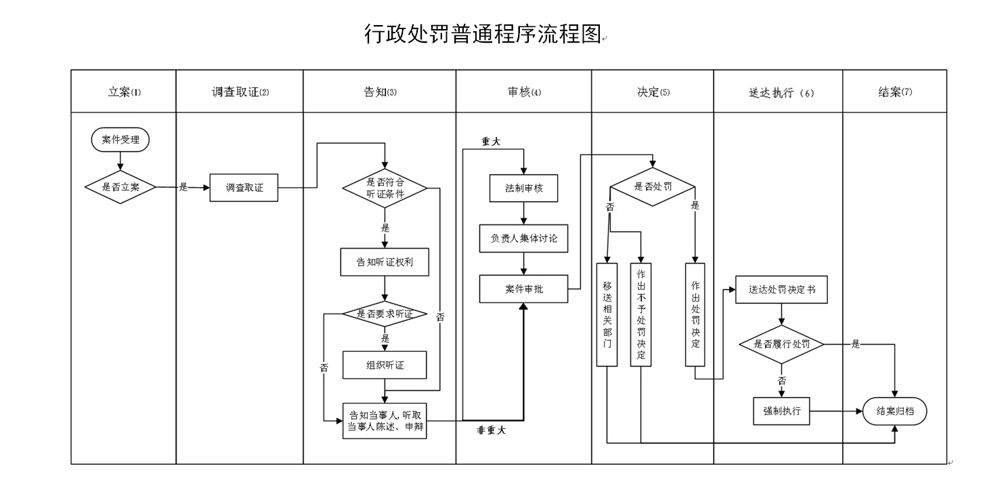 行政处罚普通程序流程图
立案(1)
调查取证(2)
告知(3)
审核(4)
决定(5)
送达执行（6）
结案(7)
案件受理
是否立案
是
调查取证
是否符合
听证条件
是
否
告知听证权利
是否要求听证
是
否
组织听证
告知当事人,听取
当事人陈述、申辩
重大
非重大
法制审核
负责人集体讨论
案件审批
是否处罚
否
是
移送相关部门
作出不予处罚决定
作出处罚决定
送达处罚决定书
是否履行处罚
是
否
强制执行
结案归档